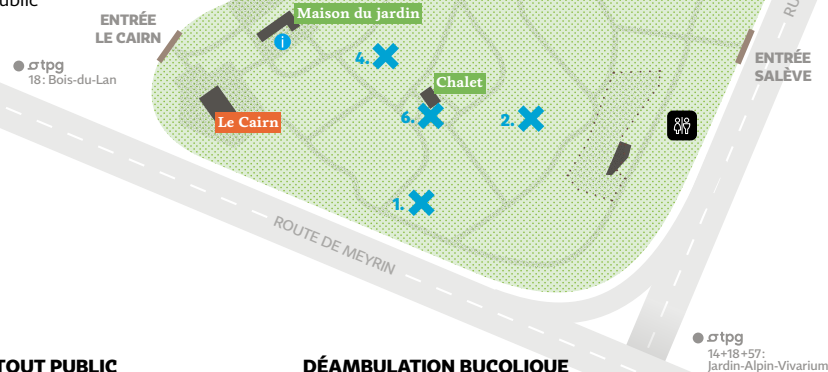 ENTRÉE
LE CAIRN
Maison du jardin
i
tpg
18: Bois-du-Lan
4.
Chalet
ENTRÉE
SALÈVE
Le Cairn
6.
2.
1.
ROUTE DE MEYRIN
tpg
14+18+57:
Jardin-Alpin-Vivarium
TOUT PUBLIC
DÉAMBULATION BUCOLIQUE